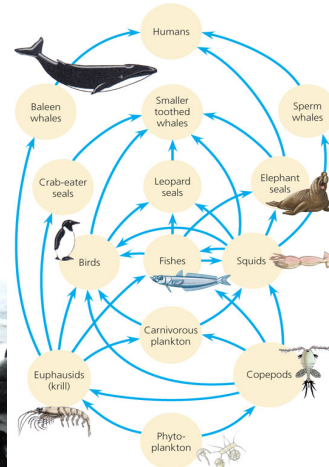 Humans
Baleen
whales
Smaller
toothed
whales
Sperm
whales
Crab-eater
seals
Leopard
seals
Elephant
seals
Birds
Fishes
Squids
Carnivorous
plankton
Euphausids
(krill)
Copepods
Phyto-
plankton